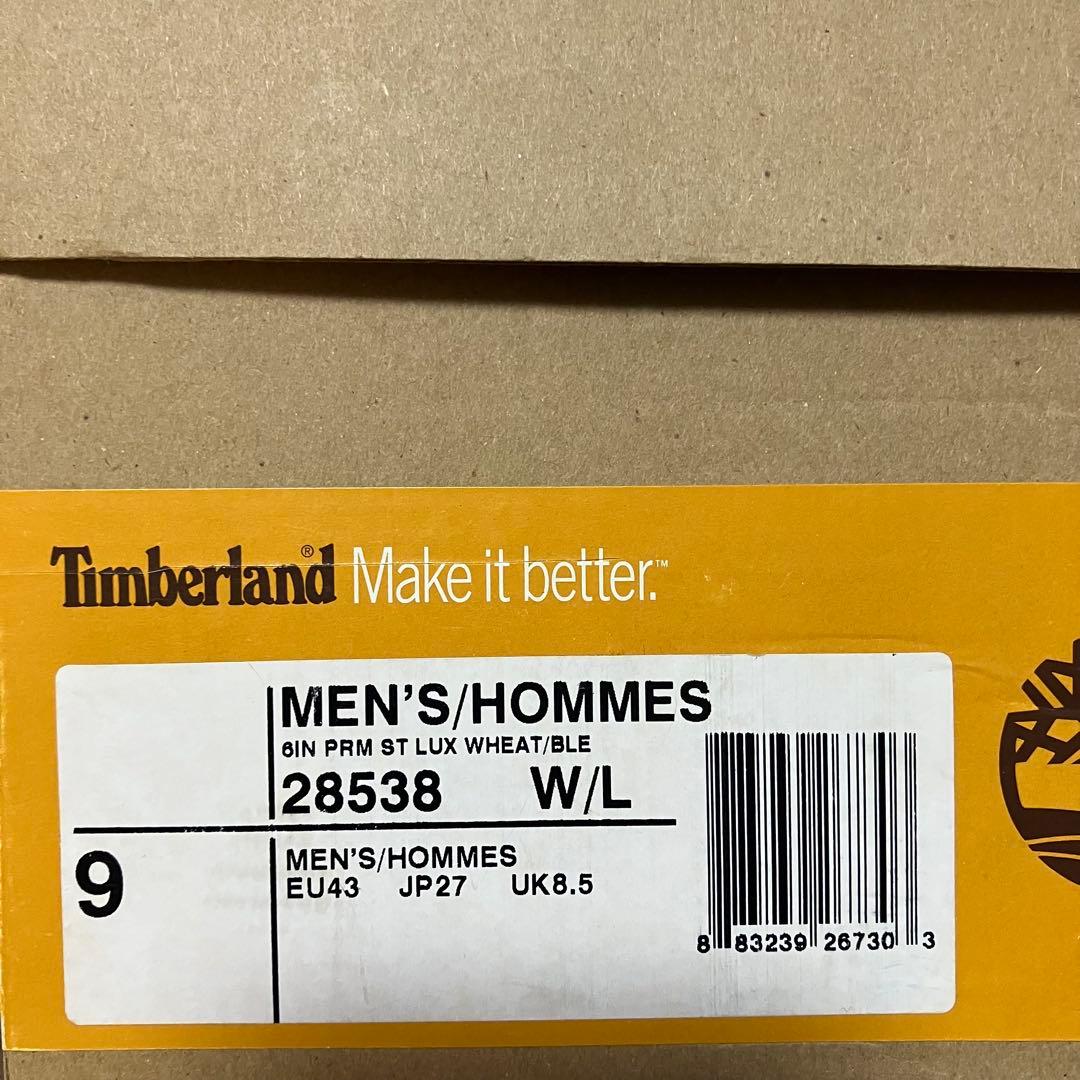 Timberland® Make it better.™
MEN'S/HOMMES
6IN PRM ST LUX WHEAT/BLE
28538 W/L
9
MEN'S/HOMMES
EU43 JP27 UK8.5
8 83239 26730 3